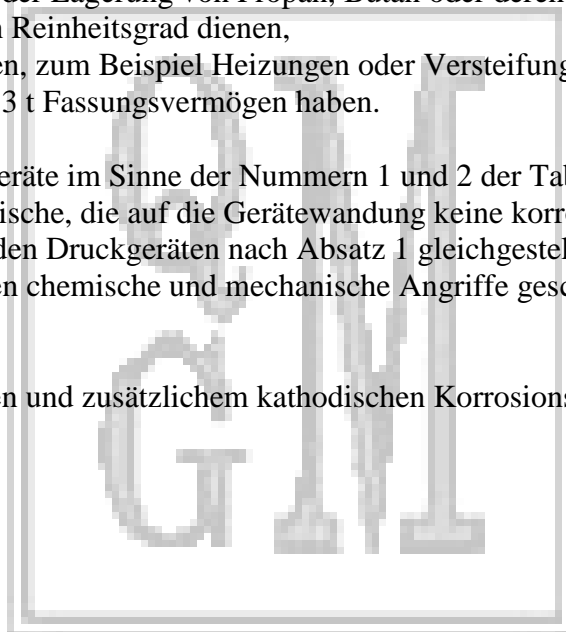 der Lagerung von Propan, Butan oder deren
Reinheitsgrad dienen,
en, zum Beispiel Heizungen oder Versteifung
3 t Fassungsvermögen haben.
eräte im Sinne der Nummern 1 und 2 der Tab
ische, die auf die Gerätewandung keine korro
den Druckgeräten nach Absatz 1 gleichgestel
en chemische und mechanische Angriffe gesc
en und zusätzlichem kathodischen Korrosions
QM
G